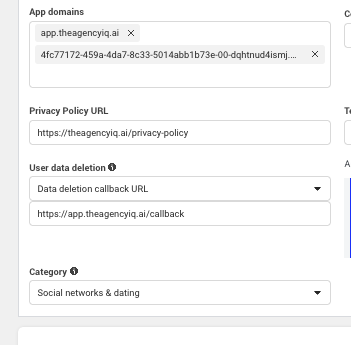 App domains
app.theagencyiq.ai ✕
4fc77172-459a-4da7-8c33-5014abb1b73e-00-dqhtnud4ismj.... ✕
Privacy Policy URL
https://theagencyiq.ai/privacy-policy
User data deletion
Data deletion callback URL
https://app.theagencyiq.ai/callback
Category
Social networks & dating